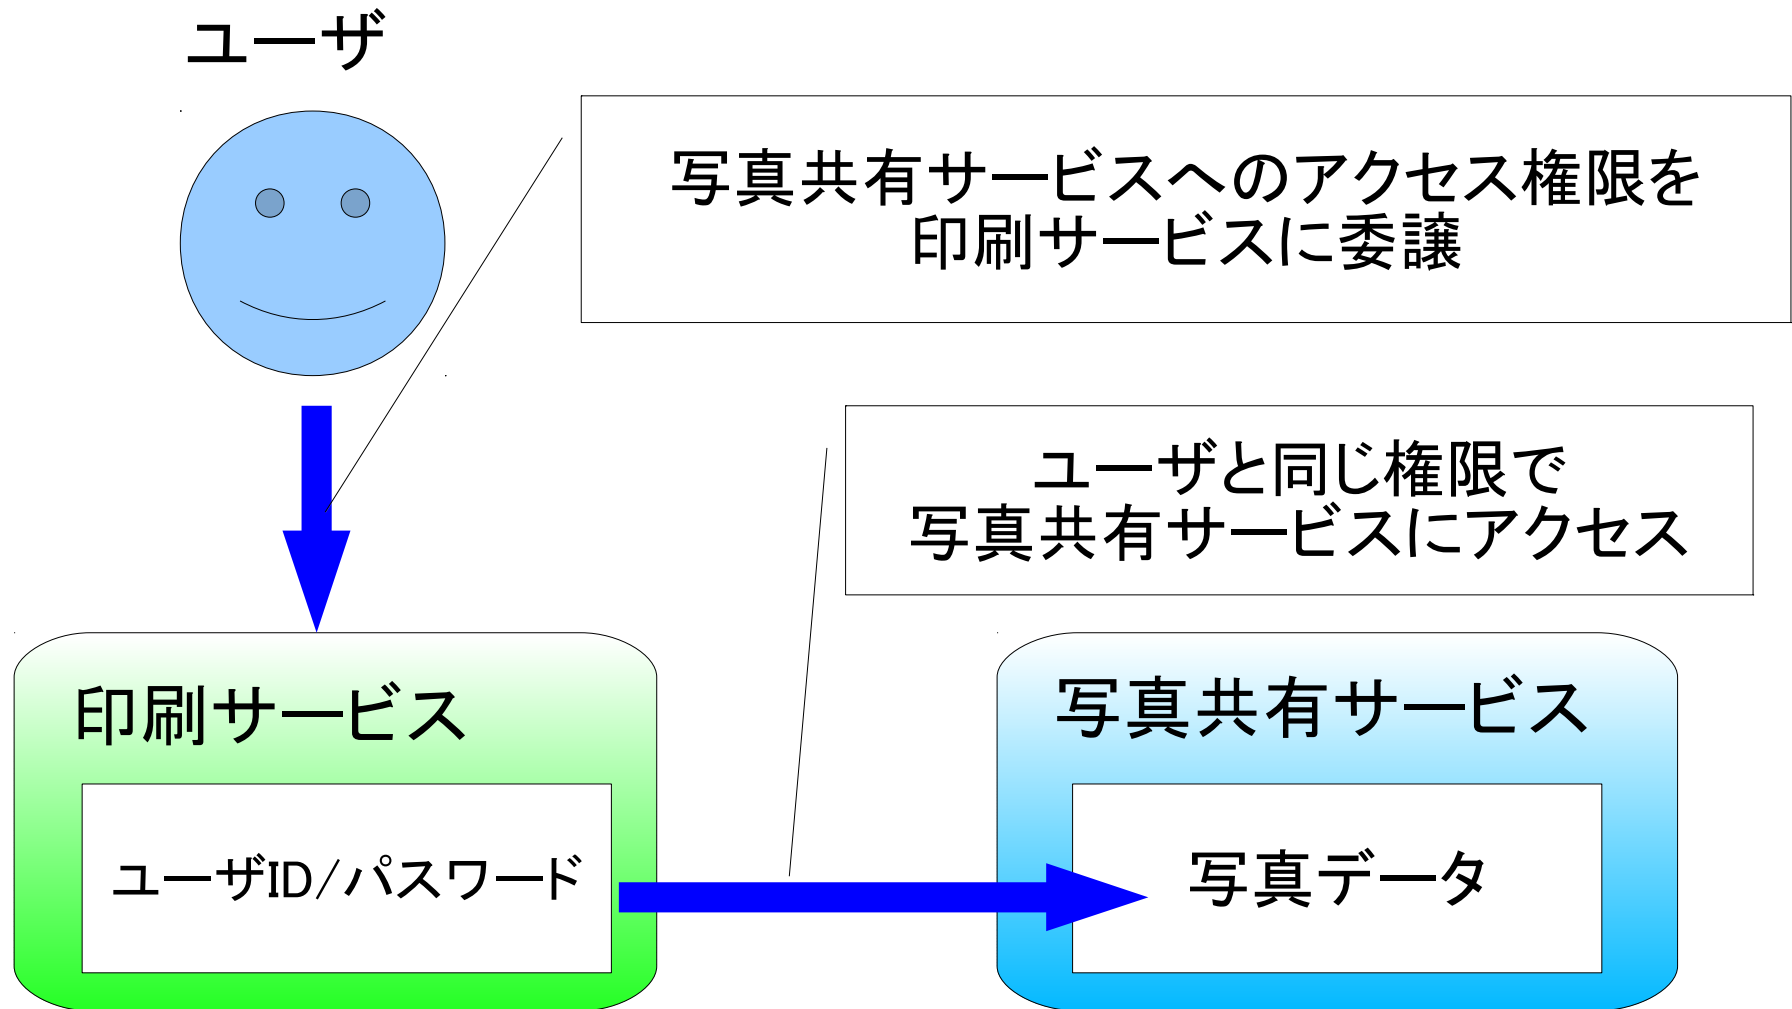 ユーザ
写真共有サービスへのアクセス権限を
印刷サービスに委譲
ユーザと同じ権限で
写真共有サービスにアクセス
印刷サービス
写真共有サービス
ユーザID/パスワード
写真データ